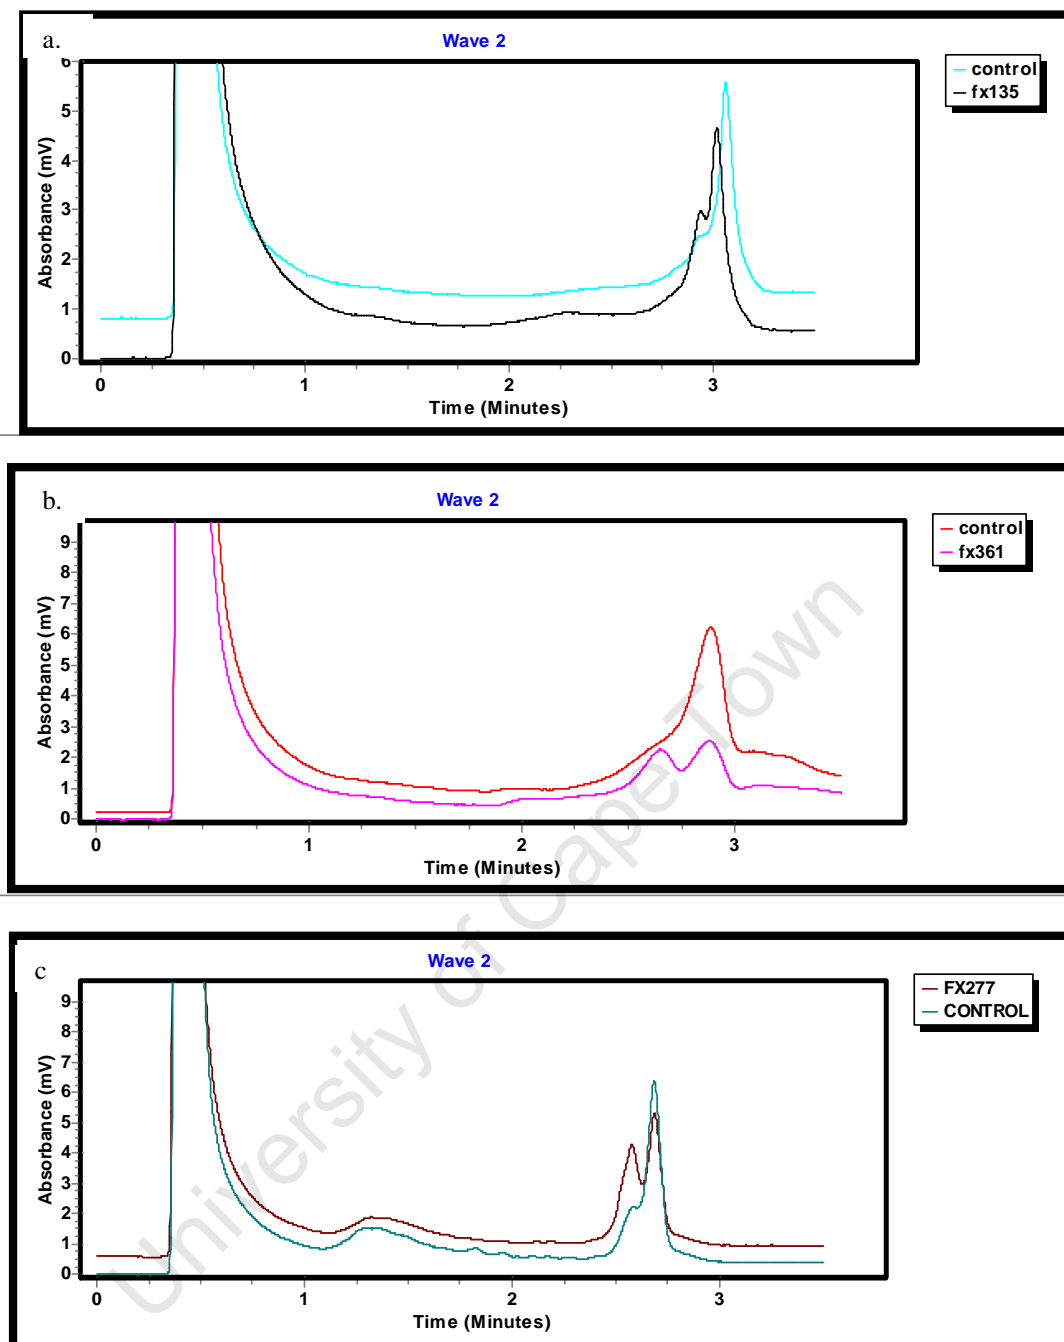 a.
Wave 2
control
fx135
Absorbance (mV)
6
5
4
3
2
1
0
0 1 2 3
Time (Minutes)
b.
Wave 2
control
fx361
Absorbance (mV)
9
8
7
6
5
4
3
2
1
0
0 1 2 3
Time (Minutes)
c
Wave 2
FX277
CONTROL
Absorbance (mV)
9
8
7
6
5
4
3
2
1
0
0 1 2 3
Time (Minutes)
University of Cape Town